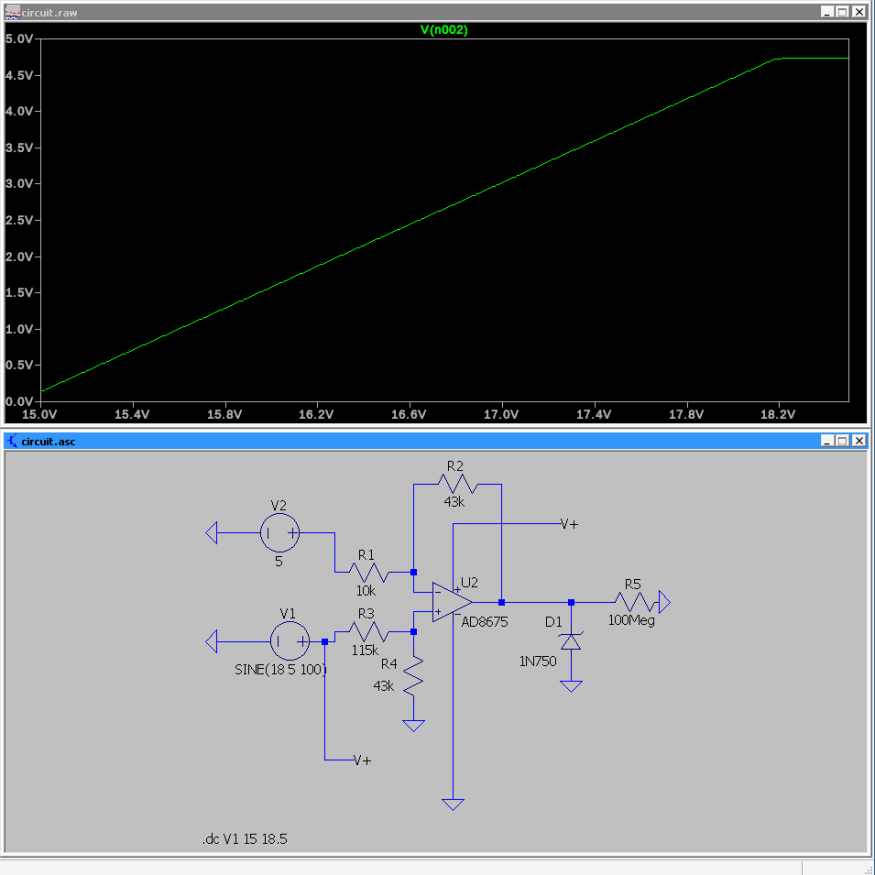 circuit.raw
V(n002)
5.0V
4.5V
4.0V
3.5V
3.0V
2.5V
2.0V
1.5V
1.0V
0.5V
0.0V
15.0V 15.4V 15.8V 16.2V 16.6V 17.0V 17.4V 17.8V 18.2V
circuit.asc
R2
43k
V2
5
V+
R1
10k
U2
AD8675
V1
SINE(18 5 100)
R3
115k
R4
43k
D1
1N750
R5
100Meg
V+
.dc V1 15 18.5